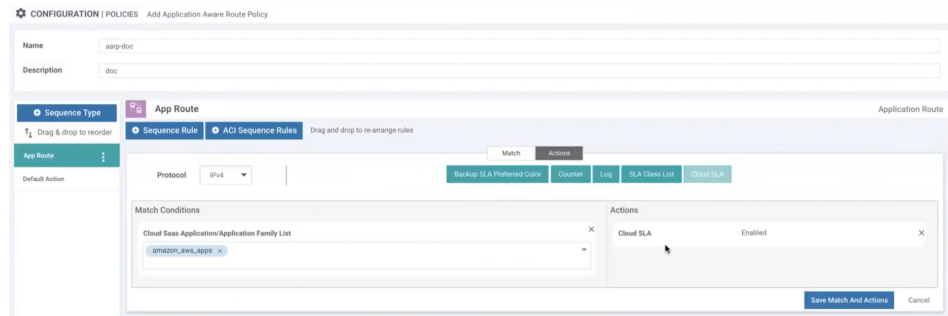 CONFIGURATION | POLICIES Add Application Aware Route Policy
Name aarp-doc
Description doc
Sequence Type
Drag & drop to reorder
App Route
Default Action
App Route Application Route
Sequence Rule ACI Sequence Rules Drag and drop to re-arrange rules
Match Actions
Protocol IPv4 Backup SLA Preferred Color Counter Log SLA Class List Cloud SLA
Match Conditions
Cloud Saas Application/Application Family List ×
amazon_aws_apps ×
Actions
Cloud SLA Enabled ×
Save Match And Actions Cancel